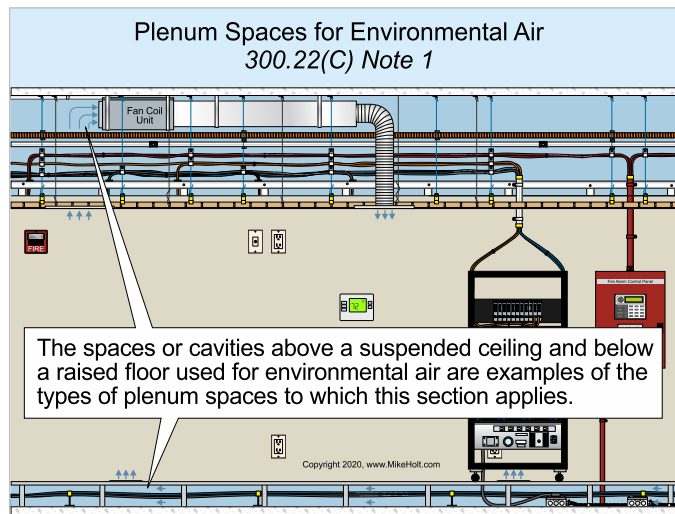 Plenum Spaces for Environmental Air
300.22(C) Note 1
Fan Coil
Unit
FIRE
72°
Fire Alarm Control Panel
The spaces or cavities above a suspended ceiling and below
a raised floor used for environmental air are examples of the
types of plenum spaces to which this section applies.
Copyright 2020, www.MikeHolt.com